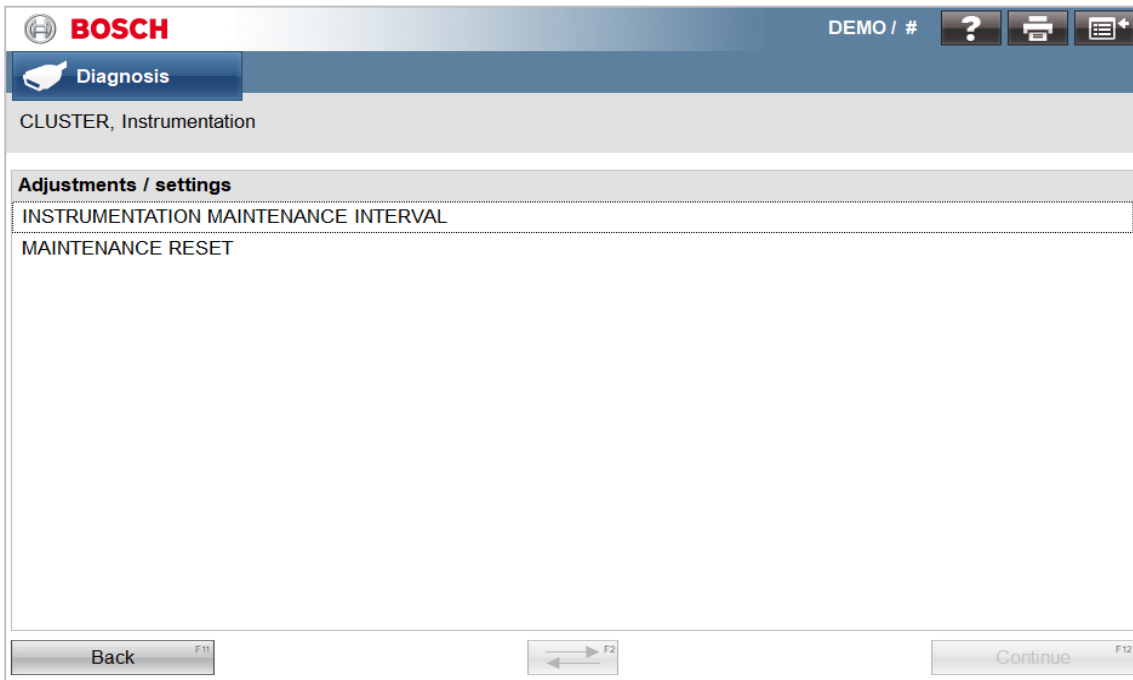 BOSCH
DEMO / #
?
Diagnosis
CLUSTER, Instrumentation
Adjustments / settings
INSTRUMENTATION MAINTENANCE INTERVAL
MAINTENANCE RESET
Back F11
F2
Continue F12